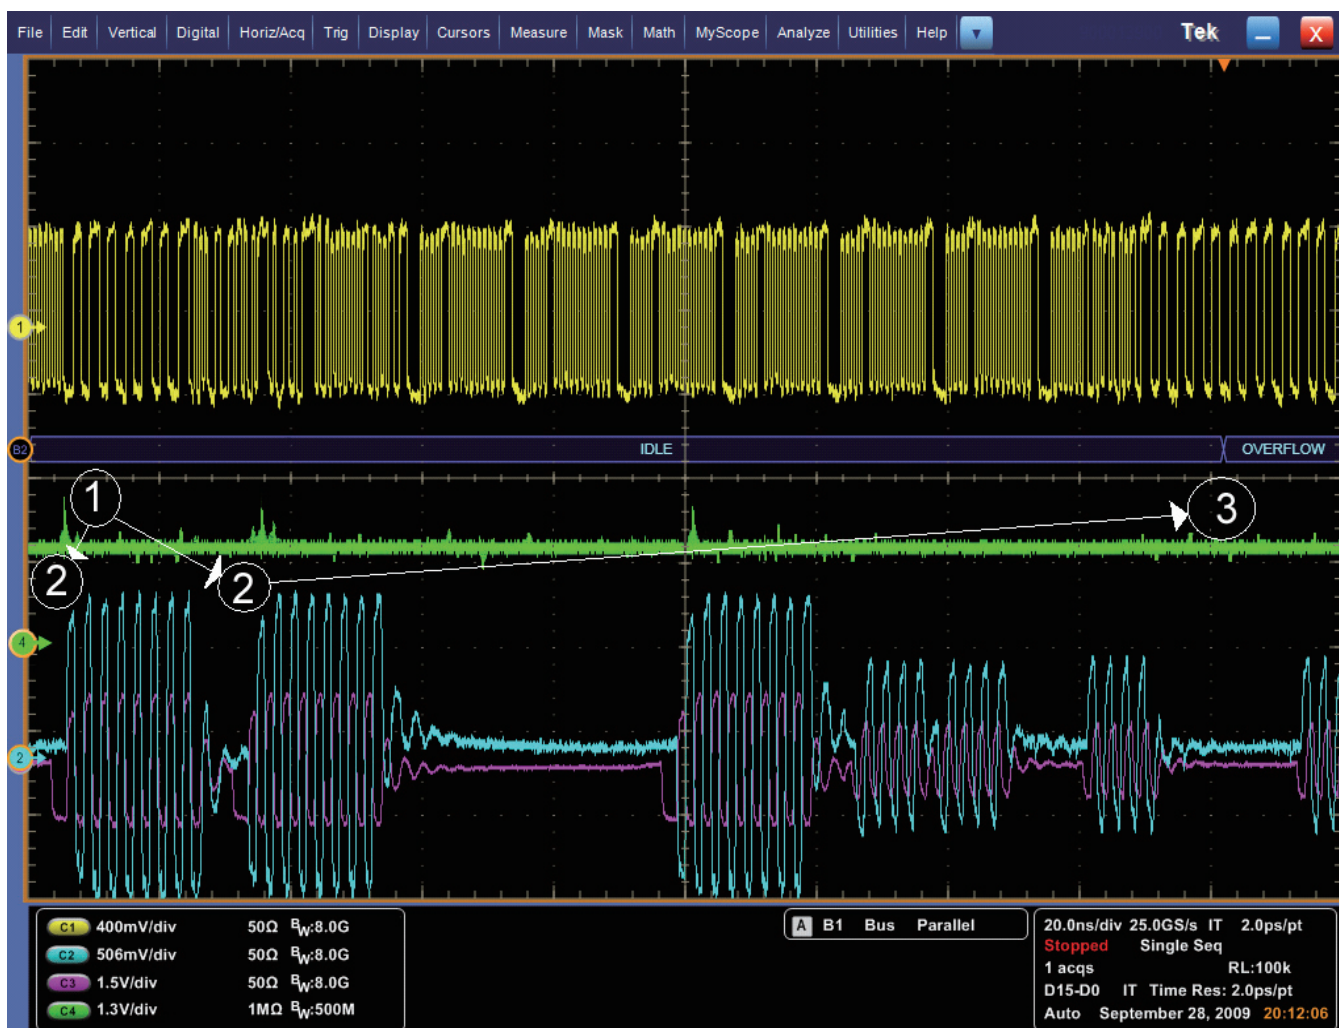 File Edit Vertical Digital Horiz/Acq Trig Display Cursors Measure Mask Math MyScope Analyze Utilities Help Tek X
1
B2 IDLE OVERFLOW
1
3
2 2
4
2
C1 400mV/div 50Ω BW:8.0G
C2 506mV/div 50Ω BW:8.0G
C3 1.5V/div 50Ω BW:8.0G
C4 1.3V/div 1MΩ BW:500M
A B1 Bus Parallel
20.0ns/div 25.0GS/s IT 2.0ps/pt
Stopped Single Seq
1 acqs RL:100k
D15-D0 IT Time Res: 2.0ps/pt
Auto September 28, 2009 20:12:06